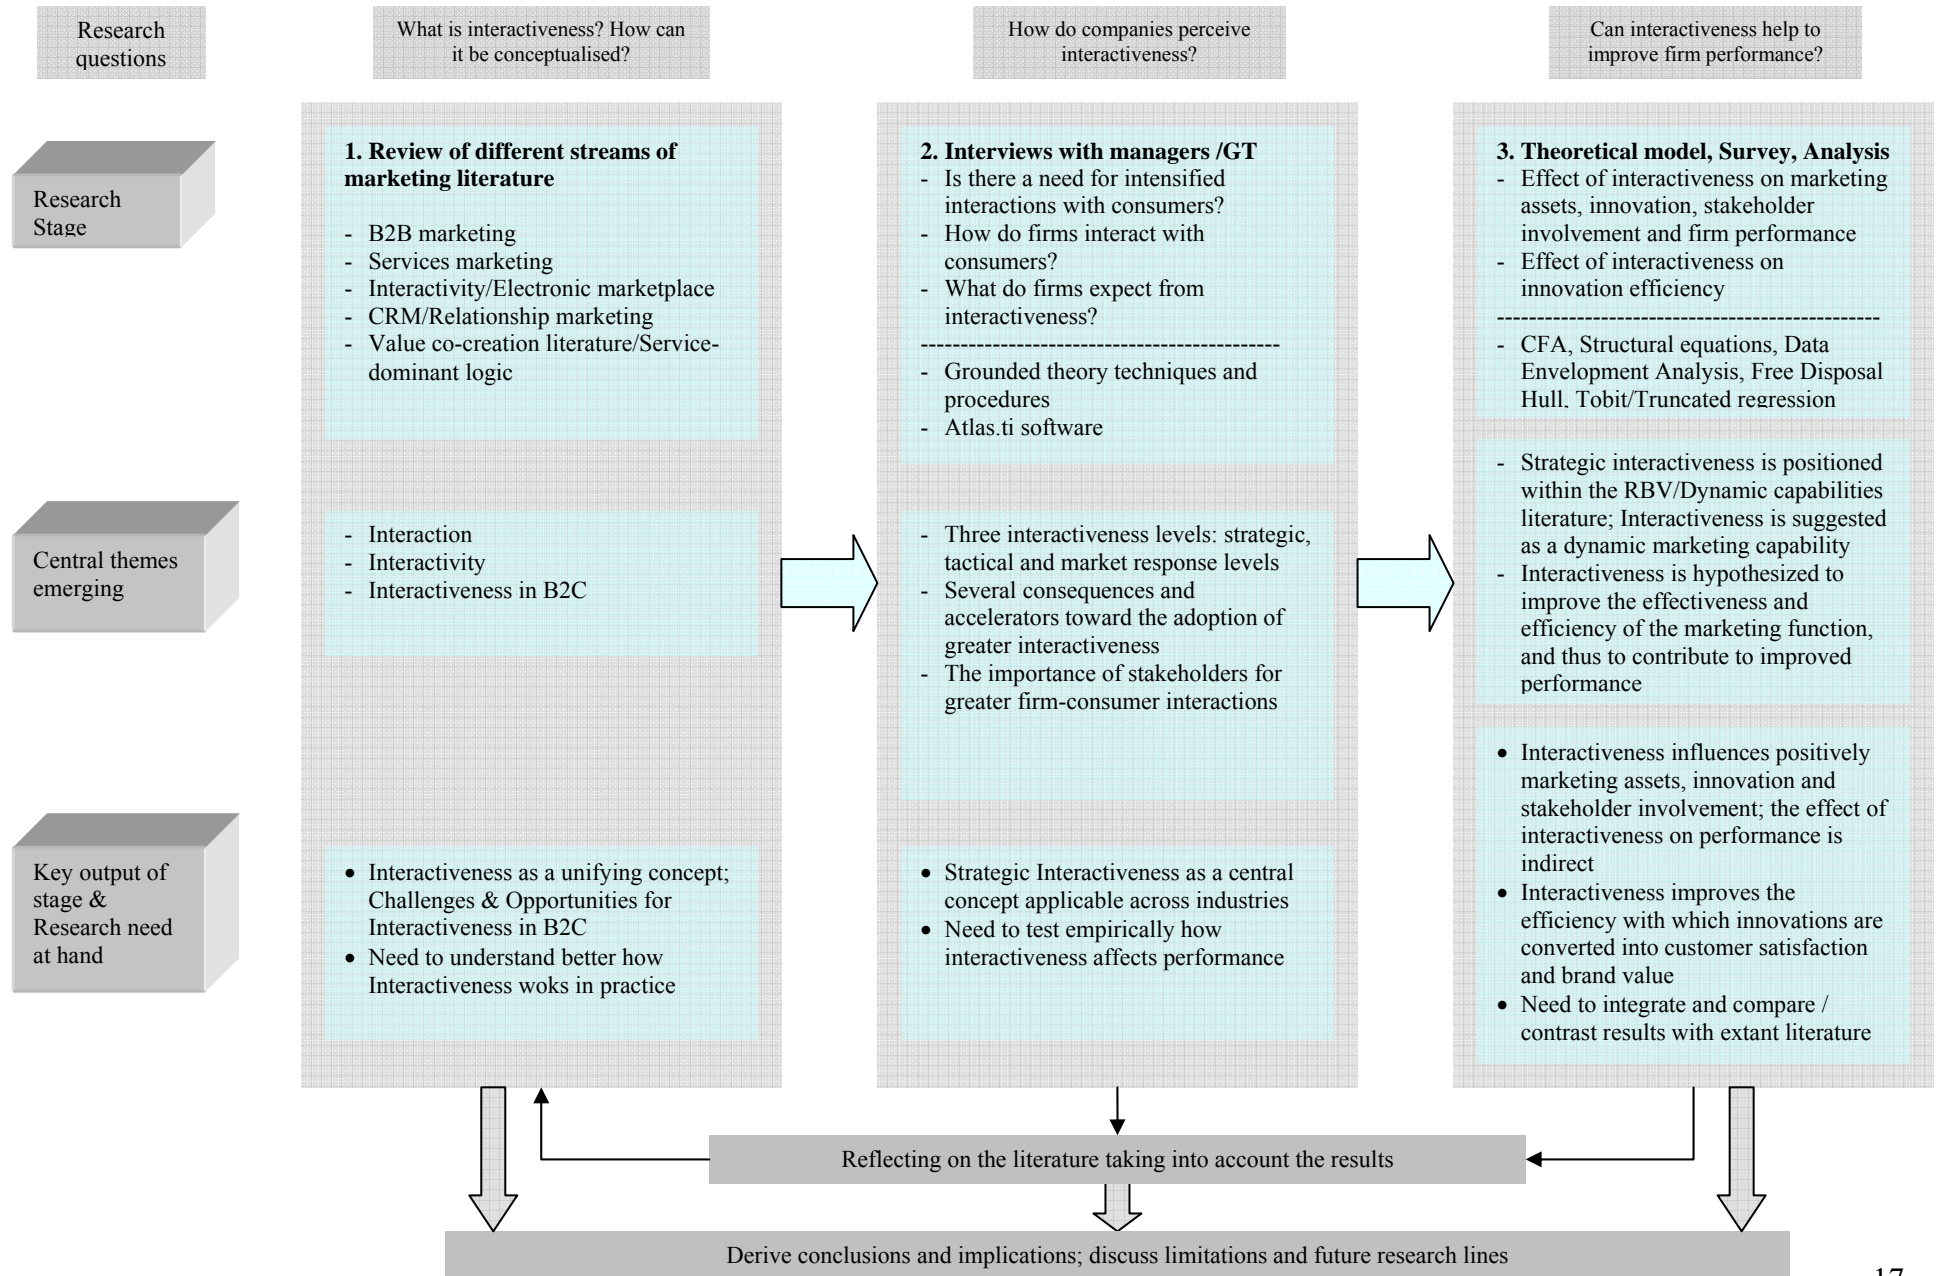 Research
questions
What is interactiveness? How can
it be conceptualised?
How do companies perceive
interactiveness?
Can interactiveness help to
improve firm performance?
Research
Stage
1. Review of different streams of
marketing literature
- B2B marketing
- Services marketing
- Interactivity/Electronic marketplace
- CRM/Relationship marketing
- Value co-creation literature/Service-
dominant logic
2. Interviews with managers /GT
- Is there a need for intensified
interactions with consumers?
- How do firms interact with
consumers?
- What do firms expect from
interactiveness?
---------------------------------------------
- Grounded theory techniques and
procedures
- Atlas.ti software
3. Theoretical model, Survey, Analysis
- Effect of interactiveness on marketing
assets, innovation, stakeholder
involvement and firm performance
- Effect of interactiveness on
innovation efficiency
------------------------------------------------
- CFA, Structural equations, Data
Envelopment Analysis, Free Disposal
Hull, Tobit/Truncated regression
Central themes
emerging
- Interaction
- Interactivity
- Interactiveness in B2C
- Three interactiveness levels: strategic,
tactical and market response levels
- Several consequences and
accelerators toward the adoption of
greater interactiveness
- The importance of stakeholders for
greater firm-consumer interactions
- Strategic interactiveness is positioned
within the RBV/Dynamic capabilities
literature; Interactiveness is suggested
as a dynamic marketing capability
- Interactiveness is hypothesized to
improve the effectiveness and
efficiency of the marketing function,
and thus to contribute to improved
performance
Key output of
stage &
Research need
at hand
• Interactiveness as a unifying concept;
Challenges & Opportunities for
Interactiveness in B2C
• Need to understand better how
Interactiveness woks in practice
• Strategic Interactiveness as a central
concept applicable across industries
• Need to test empirically how
interactiveness affects performance
• Interactiveness influences positively
marketing assets, innovation and
stakeholder involvement; the effect of
interactiveness on performance is
indirect
• Interactiveness improves the
efficiency with which innovations are
converted into customer satisfaction
and brand value
• Need to integrate and compare /
contrast results with extant literature
Reflecting on the literature taking into account the results
Derive conclusions and implications; discuss limitations and future research lines
17